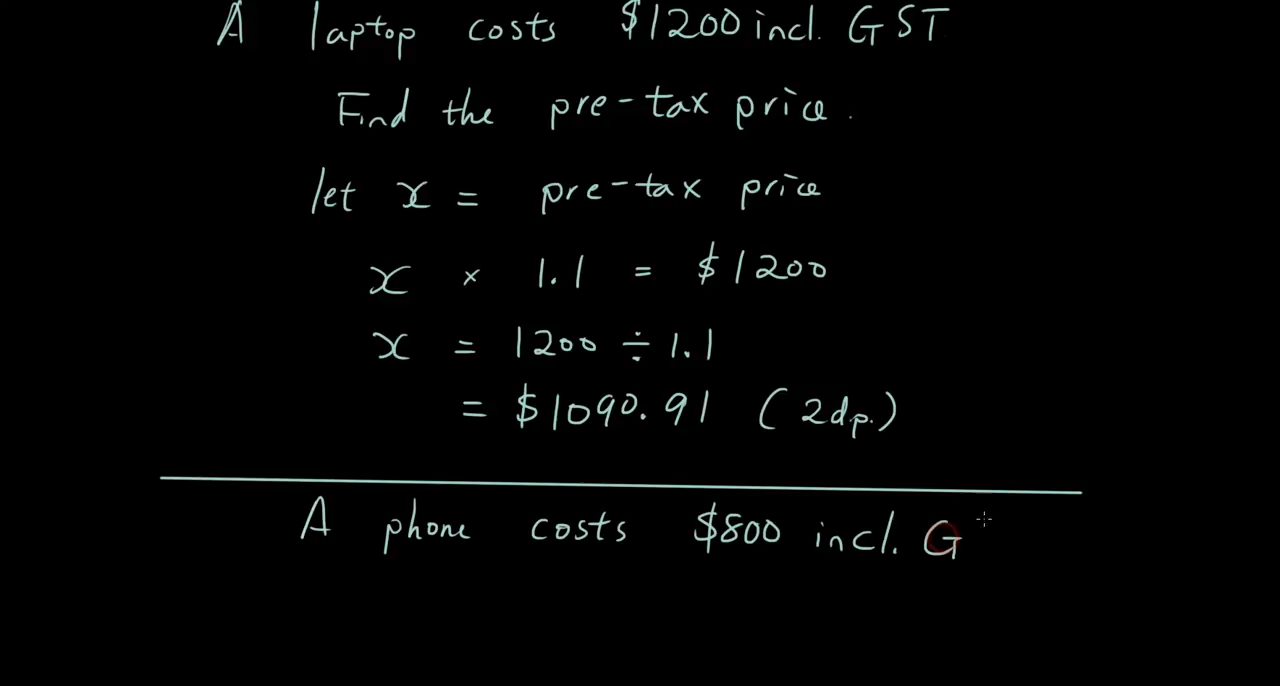 A laptop costs $1200 incl. GST
Find the pre-tax price.
let x = pre-tax price
x × 1.1 = $1200
x = 1200 ÷ 1.1
= $1090.91 (2dp.)
A phone costs $800 incl. G